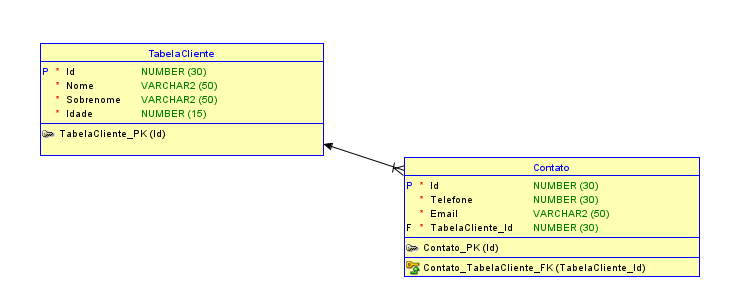 TabelaCliente
P * Id NUMBER (30)
* Nome VARCHAR2 (50)
* Sobrenome VARCHAR2 (50)
* Idade NUMBER (15)
TabelaCliente_PK (Id)
Contato
P * Id NUMBER (30)
* Telefone NUMBER (30)
* Email VARCHAR2 (50)
F * TabelaCliente_Id NUMBER (30)
Contato_PK (Id)
Contato_TabelaCliente_FK (TabelaCliente_Id)